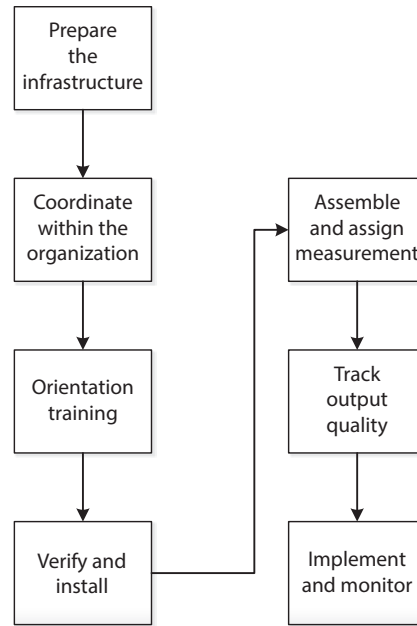 Prepare
the
infrastructure
Coordinate
within the
organization
Orientation
training
Verify and
install
Assemble
and assign
measurement
Track
output
quality
Implement
and monitor